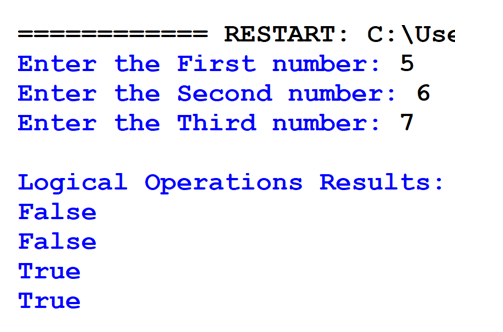 ============ RESTART: C:\Use
Enter the First number: 5
Enter the Second number: 6
Enter the Third number: 7
Logical Operations Results:
False
False
True
True